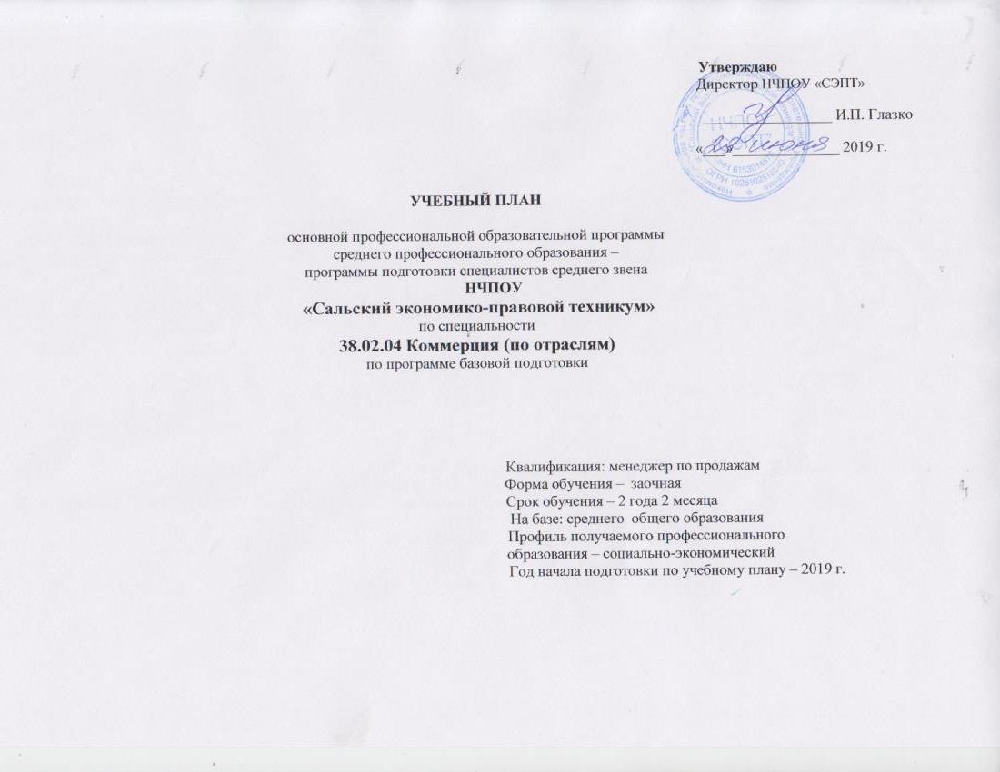 Утверждаю
Директор НЧПОУ «СЭПТ»
____________________ И.П. Глазко
«28» июня 2019 г.
УЧЕБНЫЙ ПЛАН
основной профессиональной образовательной программы
среднего профессионального образования –
программы подготовки специалистов среднего звена
НЧПОУ
«Сальский экономико-правовой техникум»
по специальности
38.02.04 Коммерция (по отраслям)
по программе базовой подготовки
Квалификация: менеджер по продажам
Форма обучения – заочная
Срок обучения – 2 года 2 месяца
На базе: среднего общего образования
Профиль получаемого профессионального
образования – социально-экономический
Год начала подготовки по учебному плану – 2019 г.